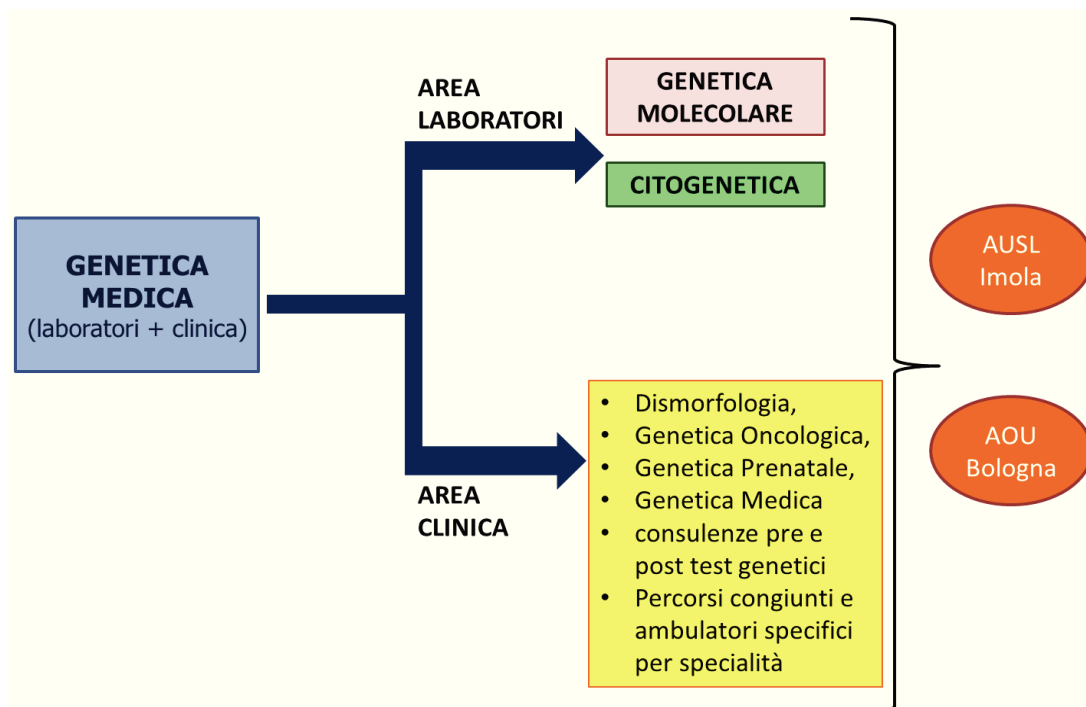 GENETICA
MEDICA
(laboratori + clinica)
AREA
LABORATORI
GENETICA
MOLECOLARE
CITOGENETICA
AREA
CLINICA
• Dismorfologia,
• Genetica Oncologica,
• Genetica Prenatale,
• Genetica Medica
• consulenze pre e
post test genetici
• Percorsi congiunti e
ambulatori specifici
per specialità
AUSL
Imola
AOU
Bologna